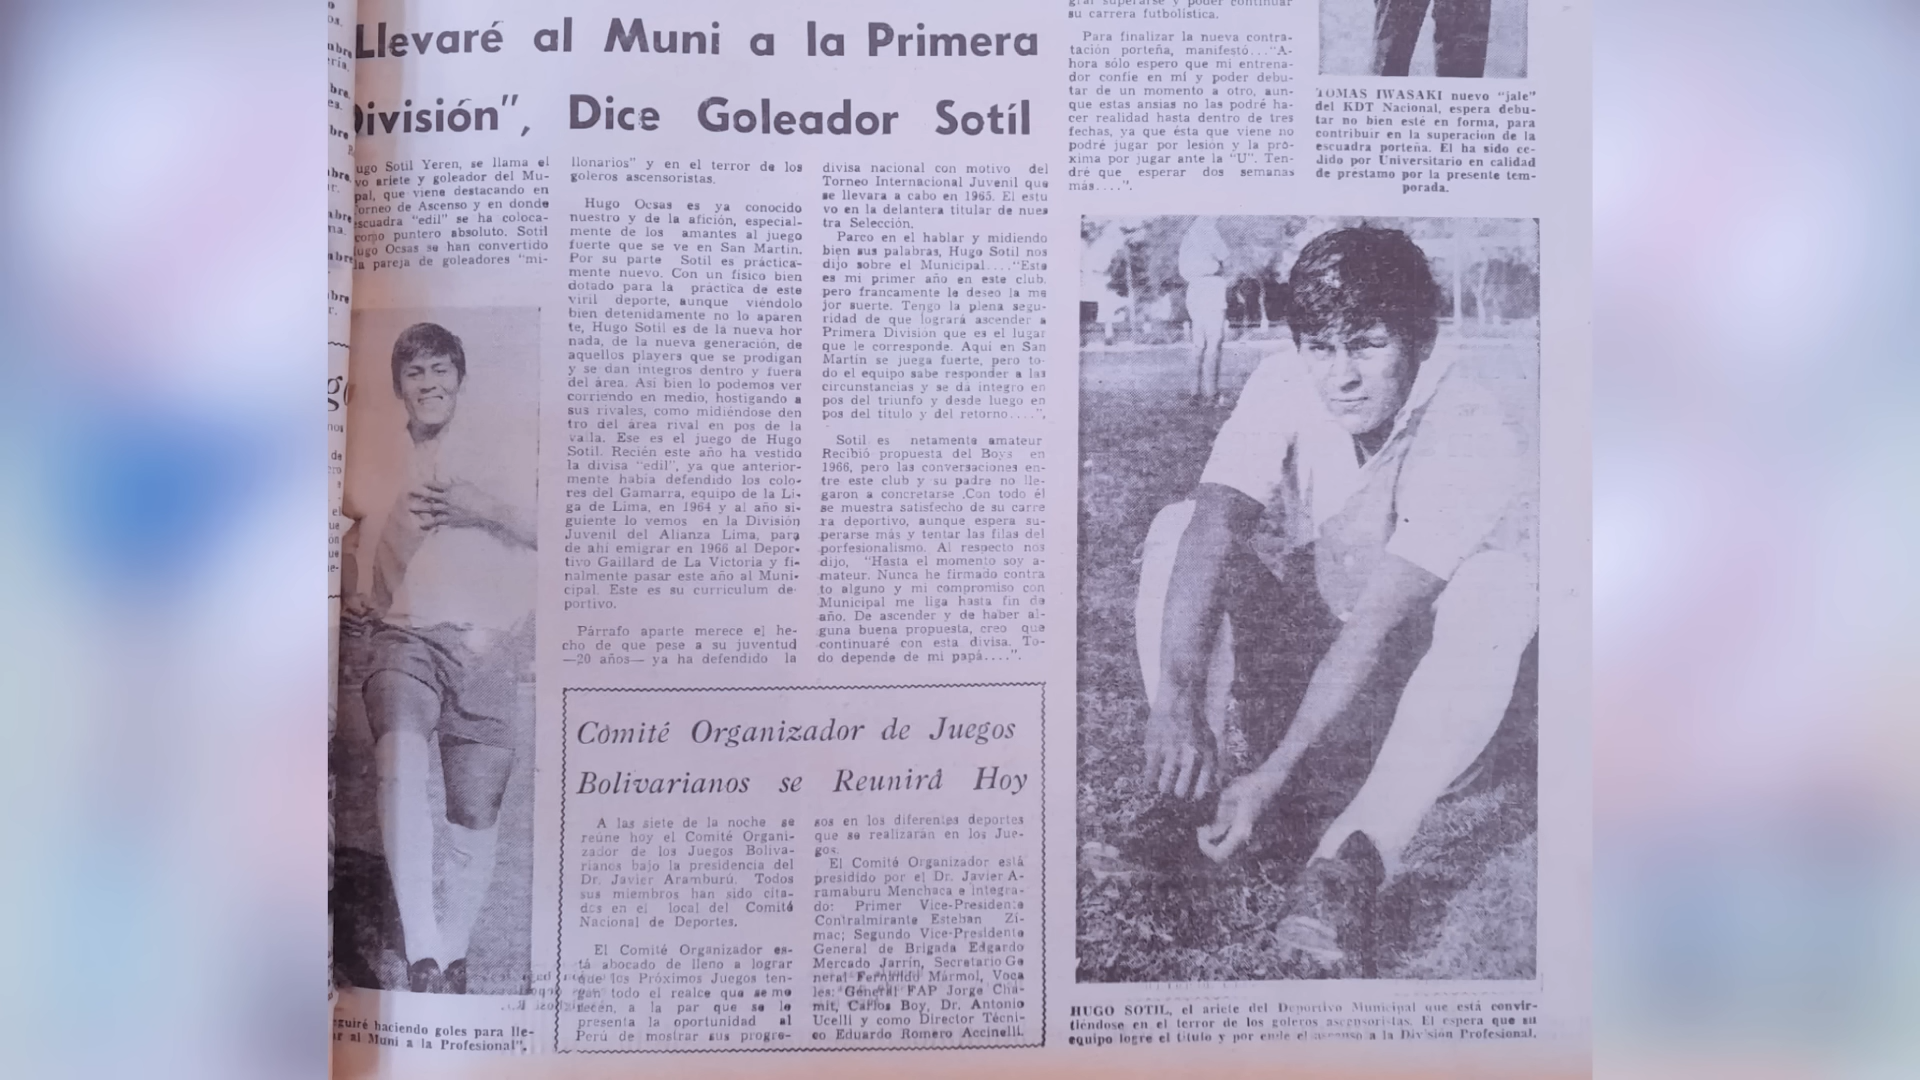 Llevaré al Muni a la Primera
División", Dice Goleador Sotíl
ugo Sotil Yeren, se llama el
vo ariete y goleador del Mu-
pal, que viene destacando en
orneo de Ascenso y en donde
scuadra "edil" se ha coloca-
como puntero absoluto. Sotil
ugo Ocsas se han convertido
la pareja de goleadores "mi-
llonarios" y en el terror de los
goleros ascensoristas.
Hugo Ocsas es ya conocido
nuestro y de la afición, especial-
mente de los amantes al juego
fuerte que se ve en San Martín.
Por su parte Sotil es práctica-
mente nuevo. Con un físico bien
dotado para la práctica de este
viril deporte, aunque viéndolo
bien detenidamente no lo aparen
te, Hugo Sotil es de la nueva hor
nada, de la nueva generación, de
aquellos players que se prodigan
y se dan integros dentro y fuera
del área. Asi bien lo podemos ver
corriendo en medio, hostigando a
sus rivales, como midiéndose den
tro del área rival en pos de la
valla. Ese es el juego de Hugo
Sotil. Recién este año ha vestido
la divisa "edil", ya que anterior-
mente había defendido los colo-
res del Gamarra, equipo de la Li-
ga de Lima, en 1964 y al año si-
guiente lo vemos en la División
Juvenil del Alianza Lima, para
de ahí emigrar en 1966 al Depor-
tivo Gaillard de La Victoria y fi-
nalmente pasar este año al Muni-
cipal. Este es su curriculum de-
portivo.
Párrafo aparte merece el he-
cho de que pese a su juventud
—20 años— ya ha defendido la
divisa nacional con motivo del
Torneo Internacional Juvenil que
se llevara a cabo en 1965. El estu
vo en la delantera titular de nues
tra Selección.
Parco en el hablar y midiendo
bien sus palabras, Hugo Sotil nos
dijo sobre el Municipal...."Este
es mi primer año en este club,
pero francamente le deseo la me
jor suerte. Tengo la plena segu-
ridad de que logrará ascender a
Primera División que es el lugar
que le corresponde. Aquí en San
Martín se juega fuerte, pero to-
do el equipo sabe responder a las
circunstancias y se dá integro en
pos del triunfo y desde luego en
pos del título y del retorno....".
Sotil es netamente amateur
Recibió propuesta del Boys en
1966, pero las conversaciones en-
tre este club y su padre no lle-
garon a concretarse .Con todo él
se muestra satisfecho de su carre
ra deportivo, aunque espera su-
perarse más y tentar las filas del
porfesionalismo. Al respecto nos
dijo, "Hasta el momento soy a-
mateur. Nunca he firmado contra
to alguno y mi compromiso con
Municipal me liga hasta fin de
año. De ascender y de haber al-
guna buena propuesta, creo que
continuaré con esta divisa. To-
do depende de mi papá....".
guiré haciendo goles para lle-
ar al Muni a la Profesional".
Comité Organizador de Juegos
Bolivarianos se Reunirá Hoy
A las siete de la noche se
reúne hoy el Comité Organi-
zador de los Juegos Boliva-
rianos bajo la presidencia del
Dr. Javier Aramburú. Todos
sus miembros han sido cita-
dos en el local del Comité
Nacional de Deportes.
El Comité Organizador es-
tá abocado de lleno a lograr
que los Próximos Juegos ten-
gan todo el realce que se me
recen, a la par que se le
presenta la oportunidad al
Perú de mostrar sus progre-
sos en los diferentes deportes
que se realizarán en los Jue-
gos.
El Comité Organizador está
presidido por el Dr. Javier A-
ramaburu Menchaca e integra-
do: Primer Vice-Presidente
Contralmirante Esteban Zí-
mac; Segundo Vice-Presidente
General de Brigada Edgardo
Mercado Jarrín, Secretario Ge
neral Fernando Mármol, Voca
les: General FAP Jorge Cha-
mit, Carlos Boy, Dr. Antonio
Ucelli y como Director Técni-
co Eduardo Romero Accinelli.
gral superarse y poder continuar
su carrera futbolística.
Para finalizar la nueva contra-
tación porteña, manifestó..."A-
hora sólo espero que mi entrena-
dor confíe en mí y poder debu-
tar de un momento a otro, aun-
que estas ansias no las podré ha-
cer realidad hasta dentro de tres
fechas, ya que ésta que viene no
podré jugar por lesión y la pró-
xima por jugar ante la "U". Ten-
dré que esperar dos semanas
más....".
TOMAS IWASAKI nuevo "jale"
del KDT Nacional, espera debu-
tar no bien esté en forma, para
contribuir en la superación de la
escuadra porteña. El ha sido ce-
dido por Universitario en calidad
de préstamo por la presente tem-
porada.
HUGO SOTIL, el ariete del Deportivo Municipal que está convir-
tiéndose en el terror de los goleros ascensoristas. El espera que su
equipo logre el título y por ende el ascenso a la División Profesional.